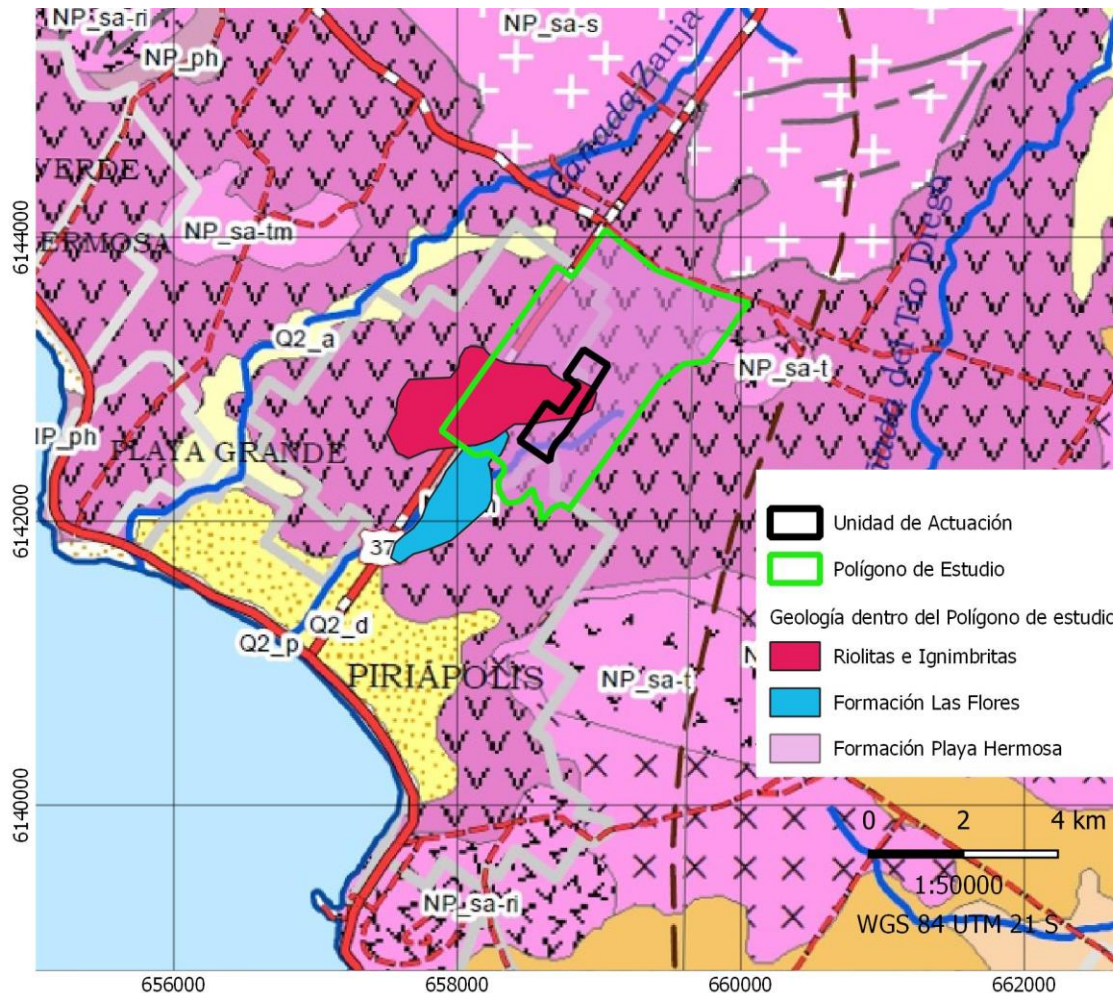 NP_sa-ri
NP_sa-s
NP_ph
Cañada Zanja
VERDE
ERMOSA
NP_sa-tm
6144000
Q2_a
Cañada del Tío Diego
NP_sa-t
NP_ph
PLAYA GRANDE
6142000
37
Unidad de Actuación
Polígono de Estudio
Geología dentro del Polígono de estudio
Riolitas e Ignimbritas
Formación Las Flores
Formación Playa Hermosa
Q2_d
Q2_p
PIRIÁPOLIS
NP_sa-t
N
6140000
0 2 4 km
1:50000
WGS 84 UTM 21 S
NP_sa-ri
656000 658000 660000 662000